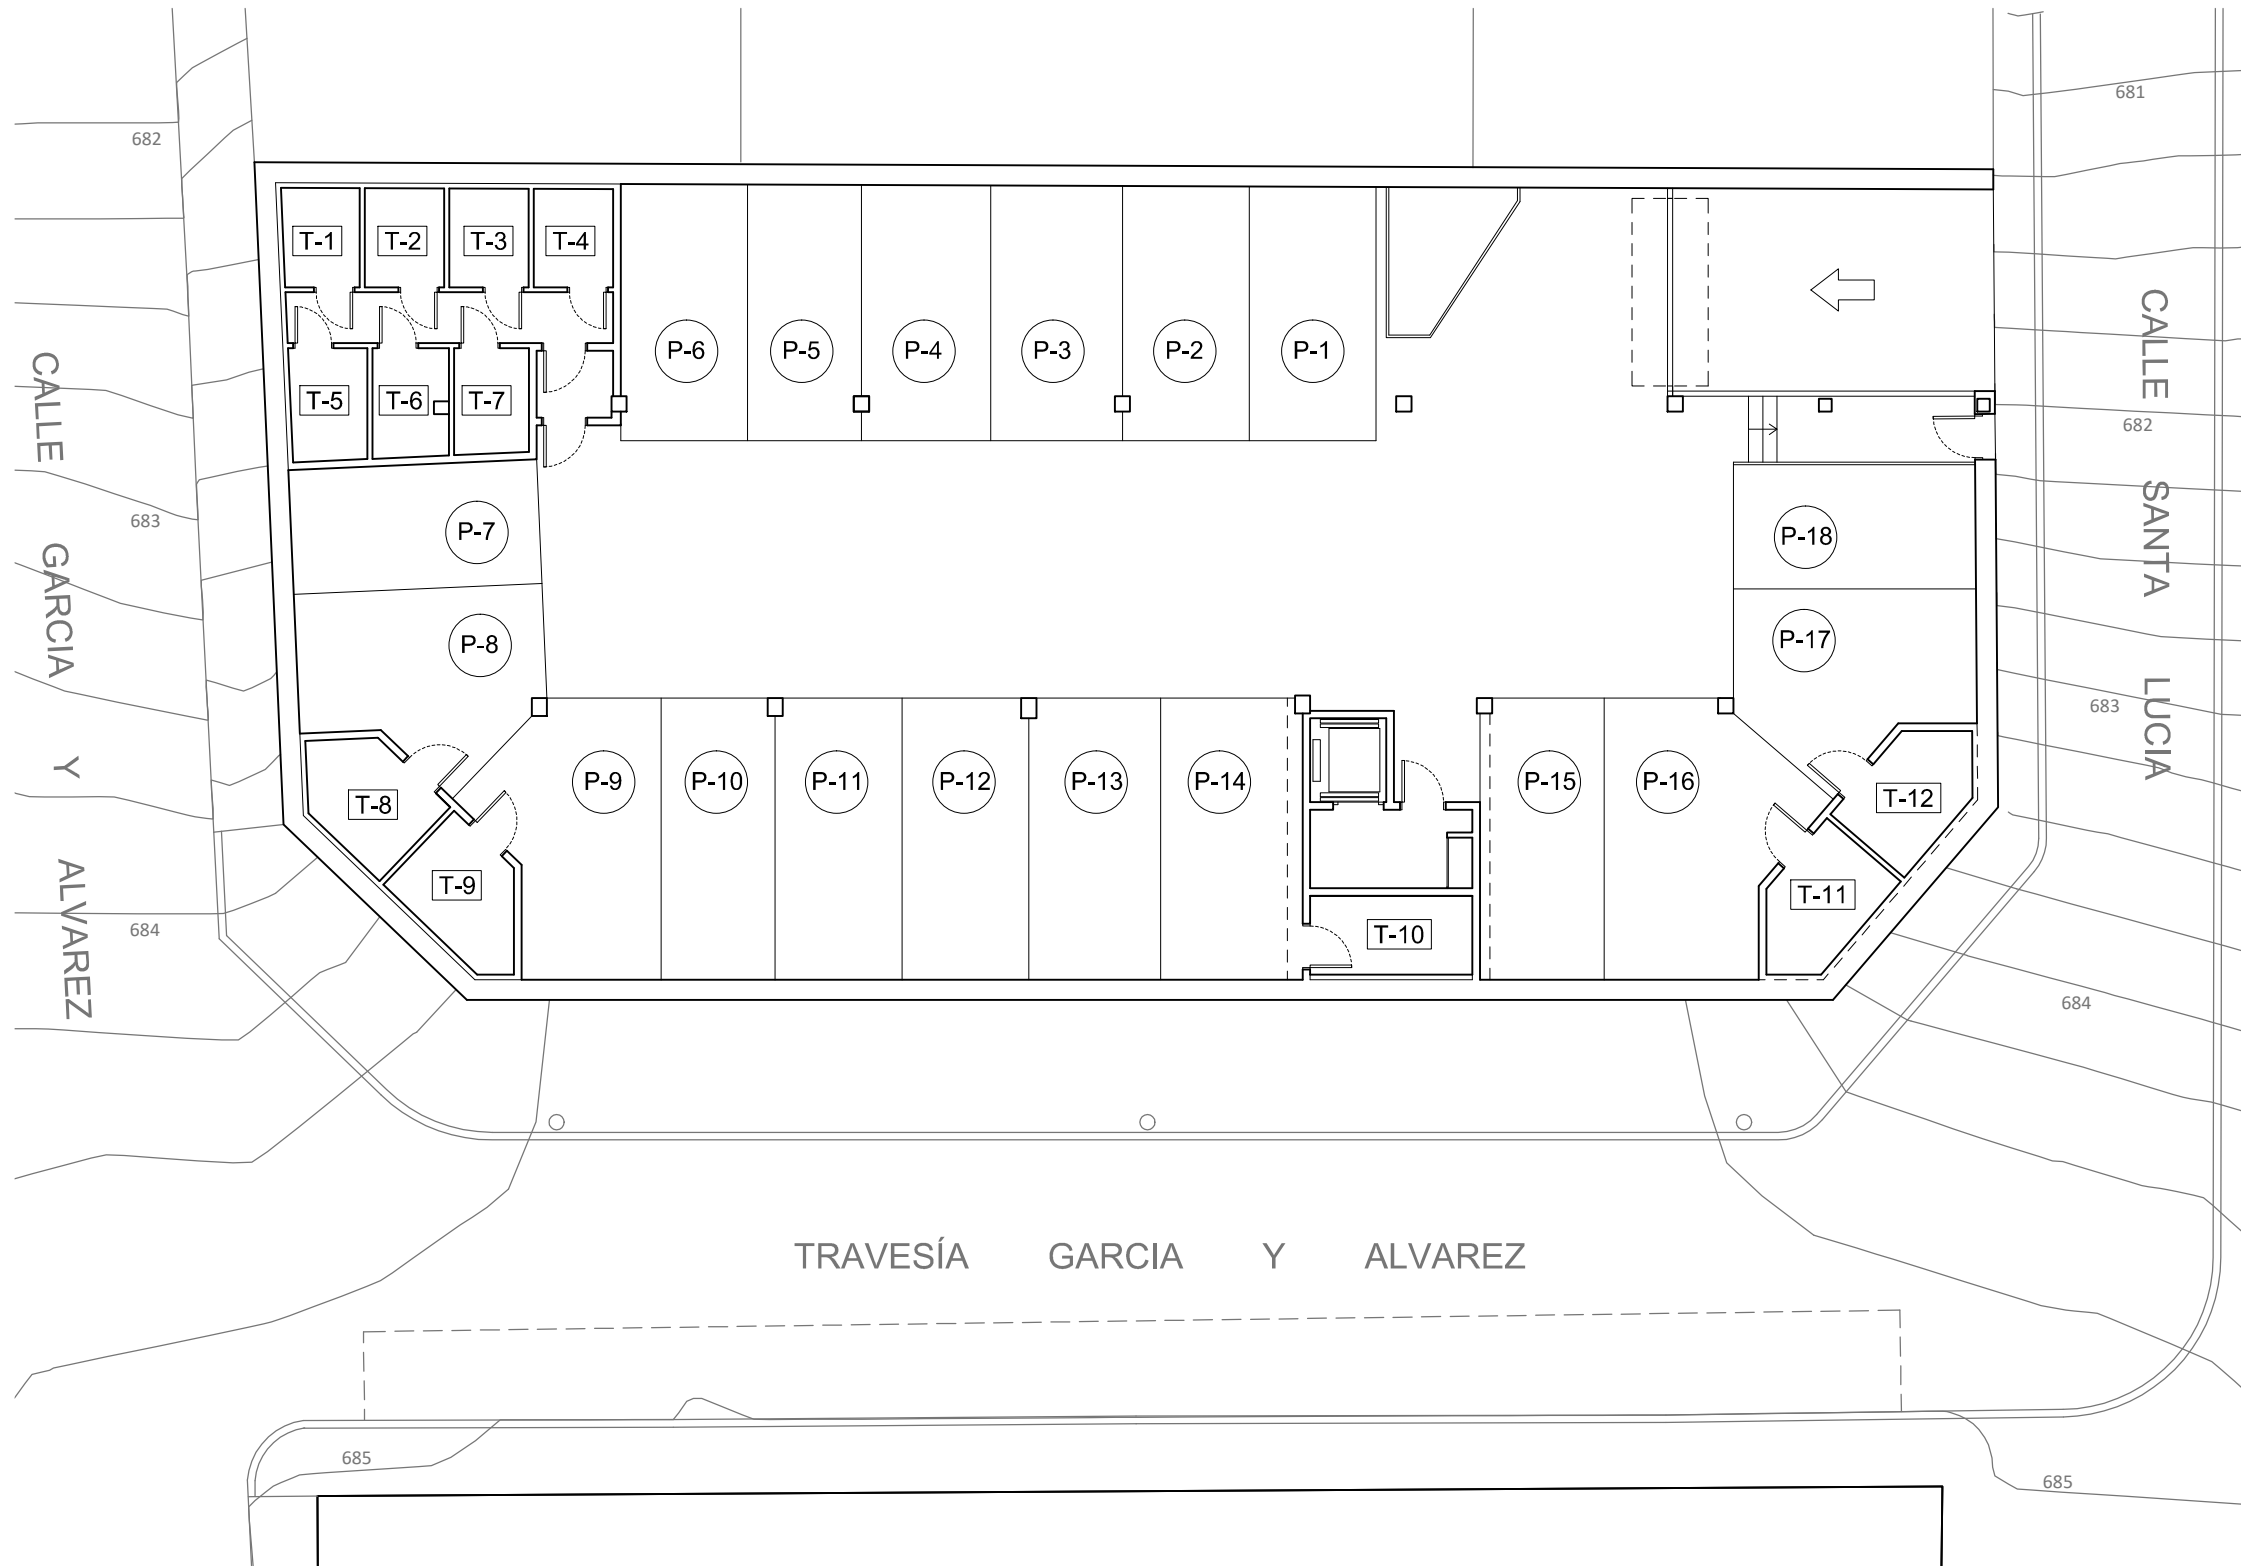 681
682
T-1
T-2
T-3
T-4
P-6
P-5
P-4
P-3
P-2
P-1
T-5
T-6
T-7
682
683
P-7
P-18
P-8
P-17
683
P-9
P-10
P-11
P-12
P-13
P-14
P-15
P-16
T-8
T-12
T-9
T-11
T-10
684
684
CALLE GARCIA Y ALVAREZ
CALLE SANTA LUCIA
TRAVESÍA GARCIA Y ALVAREZ
685
685